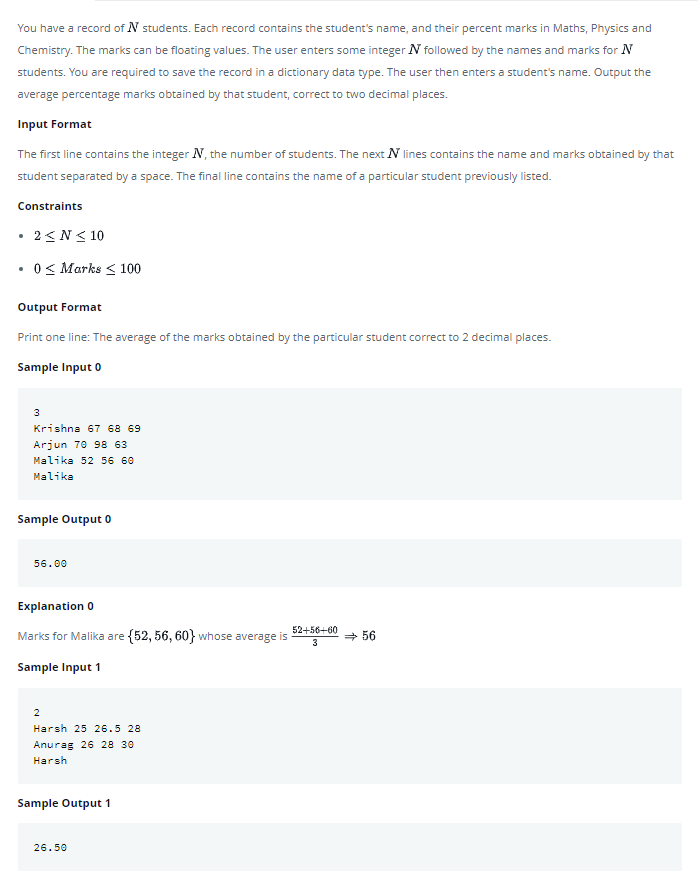 You have a record of N students. Each record contains the student's name, and their percent marks in Maths, Physics and
Chemistry. The marks can be floating values. The user enters some integer N followed by the names and marks for N
students. You are required to save the record in a dictionary data type. The user then enters a student's name. Output the
average percentage marks obtained by that student, correct to two decimal places.
Input Format
The first line contains the integer N, the number of students. The next N lines contains the name and marks obtained by that
student separated by a space. The final line contains the name of a particular student previously listed.
Constraints
• 2 ≤ N ≤ 10
• 0 ≤ Marks ≤ 100
Output Format
Print one line: The average of the marks obtained by the particular student correct to 2 decimal places.
Sample Input 0
3
Krishna 67 68 69
Arjun 70 98 63
Malika 52 56 60
Malika
Sample Output 0
56.00
Explanation 0
Marks for Malika are {52, 56, 60} whose average is 52+56+60/3 ⇒ 56
Sample Input 1
2
Harsh 25 26.5 28
Anurag 26 28 30
Harsh
Sample Output 1
26.50